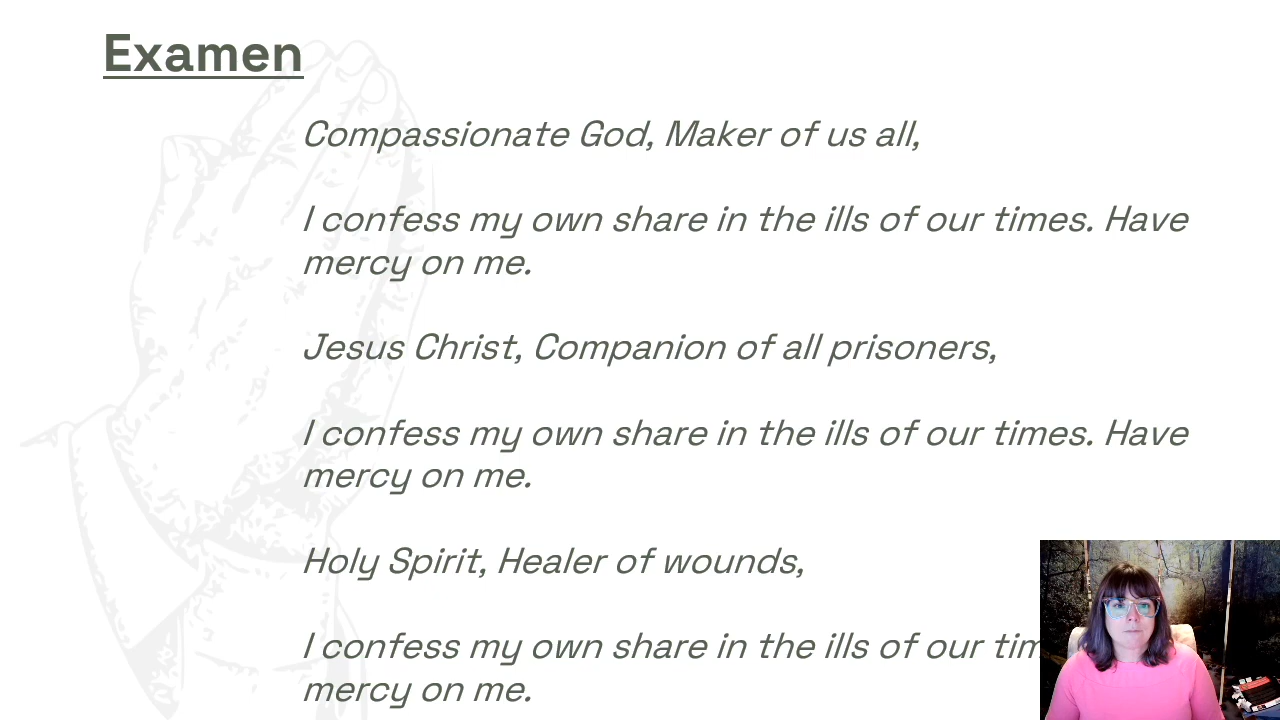 Examen
Compassionate God, Maker of us all,
I confess my own share in the ills of our times. Have
mercy on me.
Jesus Christ, Companion of all prisoners,
I confess my own share in the ills of our times. Have
mercy on me.
Holy Spirit, Healer of wounds,
I confess my own share in the ills of our
mercy on me.